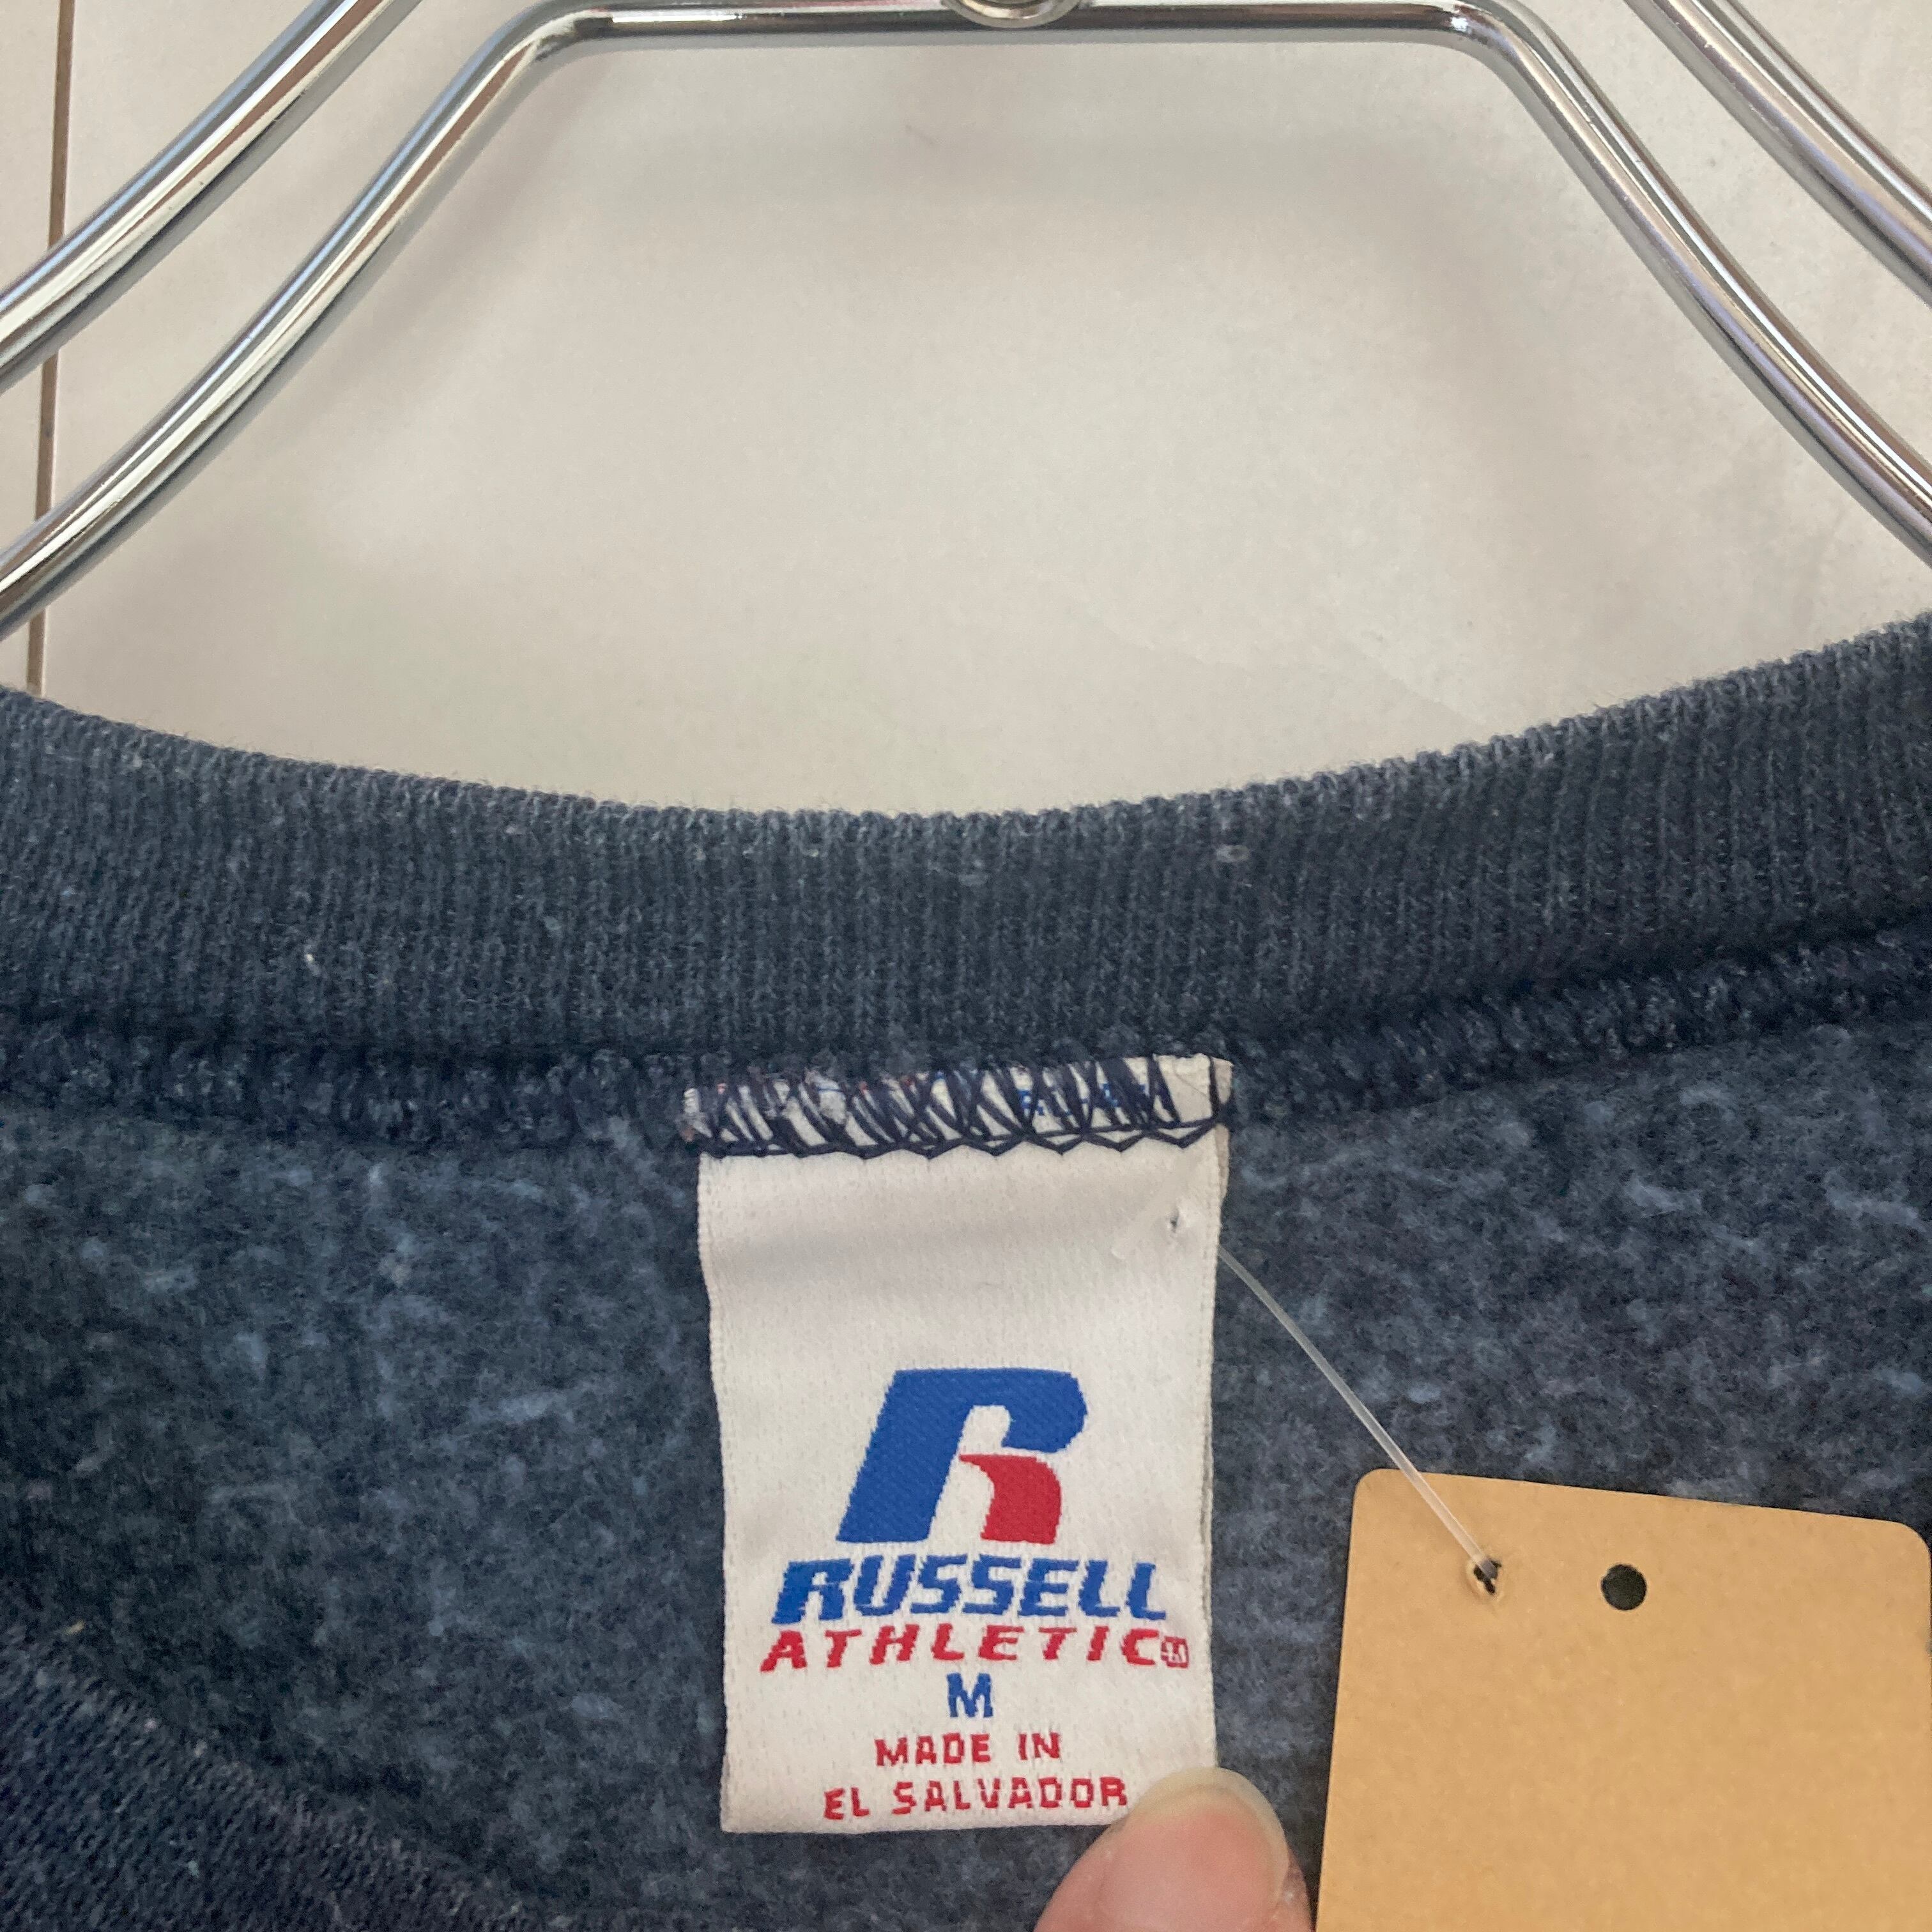 R
RUSSELL
ATHLETIC
M
MADE IN
EL SALVADOR